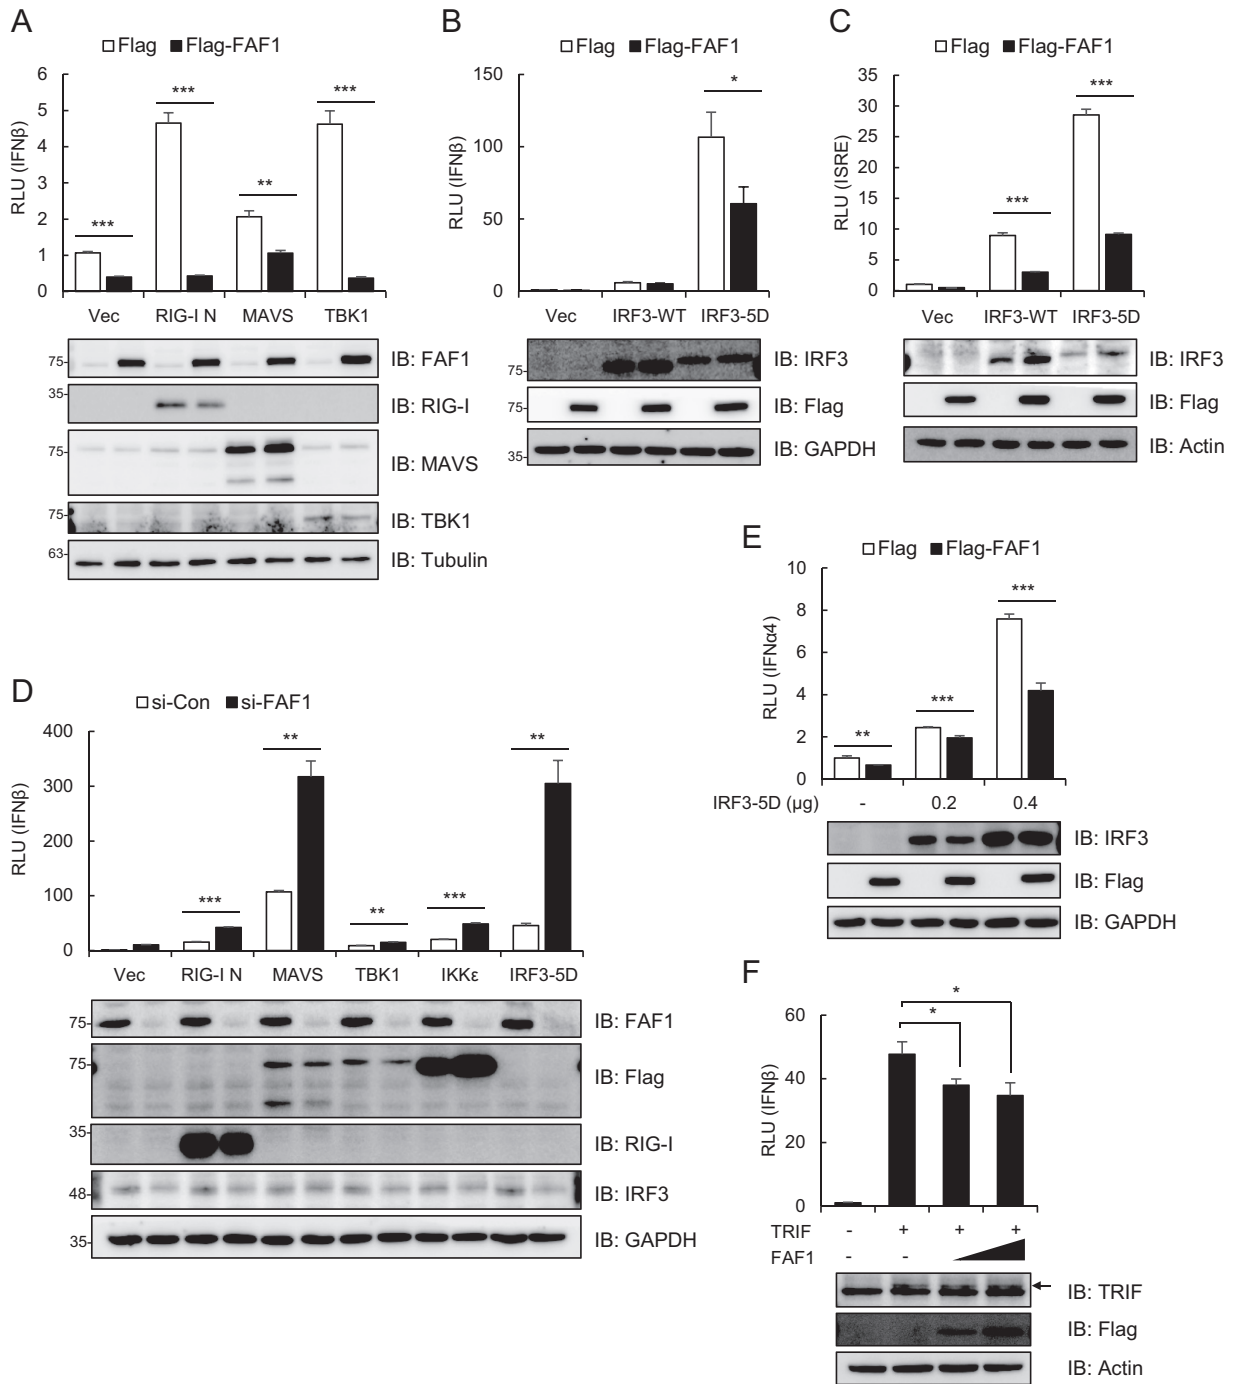 A
Flag Flag-FAF1
RLU (IFNβ)
6
5
4
3
2
1
0
*** *** ** ***
Vec RIG-I N MAVS TBK1
75 IB: FAF1
35 IB: RIG-I
75 IB: MAVS
75 IB: TBK1
63 IB: Tubulin
B
Flag Flag-FAF1
RLU (IFNβ)
150
100
50
0
*
Vec IRF3-WT IRF3-5D
75 IB: IRF3
75 IB: Flag
35 IB: GAPDH
C
Flag Flag-FAF1
RLU (ISRE)
35
30
25
20
15
10
5
0
*** ***
Vec IRF3-WT IRF3-5D
IB: IRF3
IB: Flag
IB: Actin
D
si-Con si-FAF1
RLU (IFNβ)
400
300
200
100
0
*** ** ** *** **
Vec RIG-I N MAVS TBK1 IKKε IRF3-5D
75 IB: FAF1
75 IB: Flag
35 IB: RIG-I
48 IB: IRF3
35 IB: GAPDH
E
Flag Flag-FAF1
RLU (IFNα4)
10
8
6
4
2
0
** *** ***
IRF3-5D (μg) - 0.2 0.4
IB: IRF3
IB: Flag
IB: GAPDH
F
RLU (IFNβ)
60
40
20
0
* *
TRIF - + + +
FAF1 - -
IB: TRIF
IB: Flag
IB: Actin